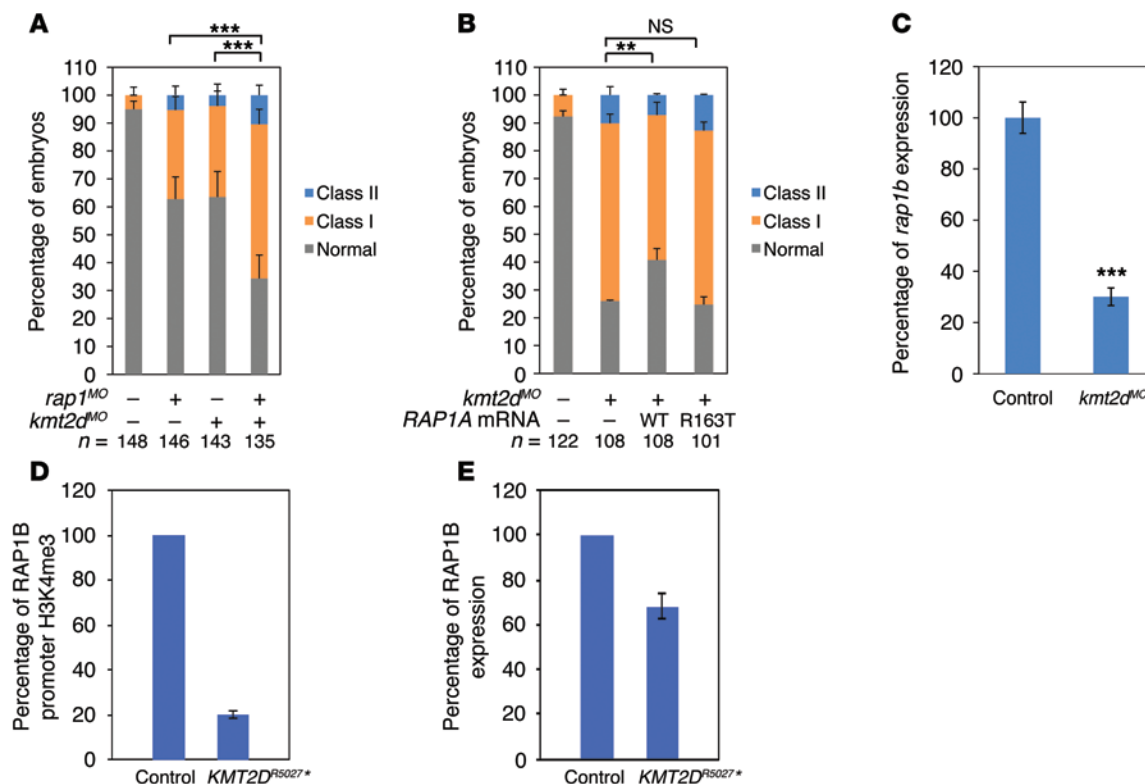 A
***
***
Percentage of embryos
110
100
90
80
70
60
50
40
30
20
10
0
Class II
Class I
Normal
rap1MO – + – +
kmt2dMO – – + +
n = 148 146 143 135
B
NS
**
Percentage of embryos
110
100
90
80
70
60
50
40
30
20
10
0
Class II
Class I
Normal
kmt2dMO – + + +
RAP1A mRNA – – WT R163T
n = 122 108 108 101
C
Percentage of rap1b expression
120
100
80
60
40
20
0
***
Control kmt2dMO
D
Percentage of RAP1B
promoter H3K4me3
120
100
80
60
40
20
0
Control KMT2DR5027*
E
Percentage of RAP1B
expression
120
100
80
60
40
20
0
Control KMT2DR5027*